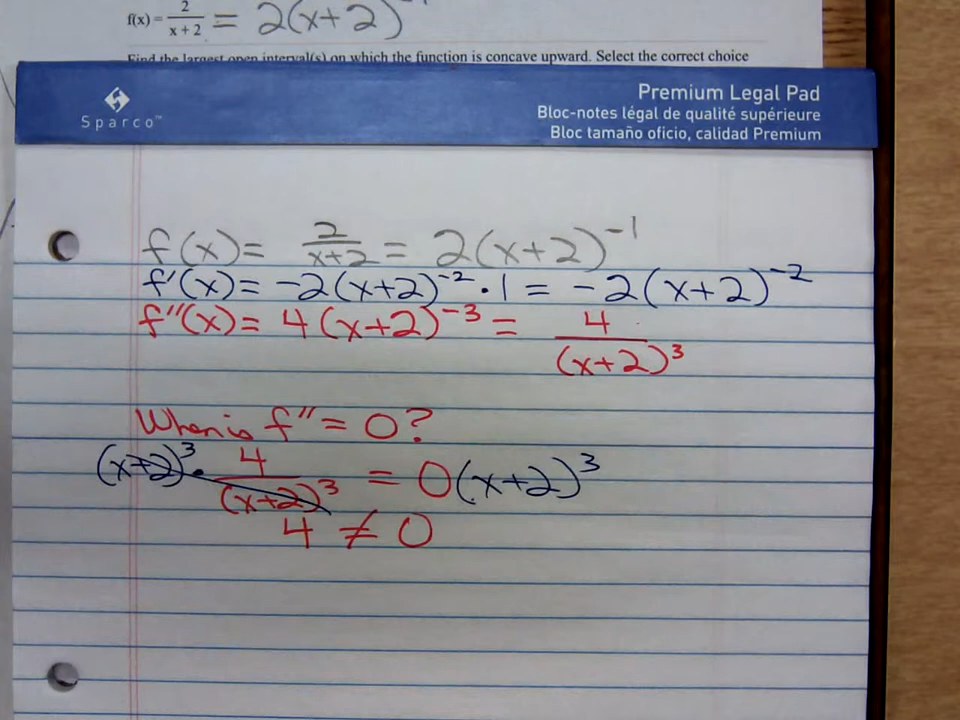 f(x) = 2/(x+2) = 2(x+2)⁻¹
Find the largest open interval(s) on which the function is concave upward. Select the correct choice
Sparco™
Premium Legal Pad
Bloc-notes légal de qualité supérieure
Bloc tamaño oficio, calidad Premium
f(x) = 2/(x+2) = 2(x+2)⁻¹
f'(x) = -2(x+2)⁻² · 1 = -2(x+2)⁻²
f''(x) = 4(x+2)⁻³ = 4/(x+2)³
When is f'' = 0?
(x+2)³ · 4/(x+2)³ = 0(x+2)³
4 ≠ 0